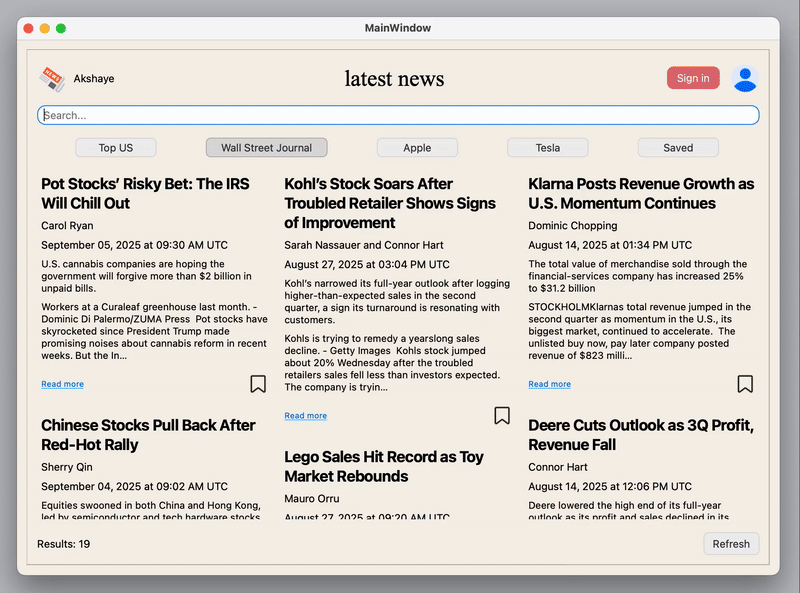 MainWindow
NEWS
Akshaye
latest news
Sign in
Search...
Top US
Wall Street Journal
Apple
Tesla
Saved
Pot Stocks’ Risky Bet: The IRS
Will Chill Out
Carol Ryan
September 05, 2025 at 09:30 AM UTC
U.S. cannabis companies are hoping the
government will forgive more than $2 billion in
unpaid bills.
Workers at a Curaleaf greenhouse last month. -
Dominic Di Palermo/ZUMA Press  Pot stocks have
skyrocketed since President Trump made
promising noises about cannabis reform in recent
weeks. But the In...
Read more
Chinese Stocks Pull Back After
Red-Hot Rally
Sherry Qin
September 04, 2025 at 09:02 AM UTC
Equities swooned in both China and Hong Kong,
led by semiconductor and tech hardware stocks
Kohl’s Stock Soars After
Troubled Retailer Shows Signs
of Improvement
Sarah Nassauer and Connor Hart
August 27, 2025 at 03:04 PM UTC
Kohl’s narrowed its full-year outlook after logging
higher-than-expected sales in the second
quarter, a sign its turnaround is resonating with
customers.
Kohls is trying to remedy a yearslong sales
decline. - Getty Images  Kohls stock jumped
about 20% Wednesday after the troubled
retailers sales fell less than investors expected.
The company is tryin...
Read more
Lego Sales Hit Record as Toy
Market Rebounds
Mauro Orru
August 27, 2025 at 09:20 AM UTC
Klarna Posts Revenue Growth as
U.S. Momentum Continues
Dominic Chopping
August 14, 2025 at 01:34 PM UTC
The total value of merchandise sold through the
financial-services company has increased 25%
to $31.2 billion
STOCKHOLMKlarnas total revenue jumped in the
second quarter as momentum in the U.S., its
biggest market, continued to accelerate.  The
unlisted buy now, pay later company posted
revenue of $823 milli...
Read more
Deere Cuts Outlook as 3Q Profit,
Revenue Fall
Connor Hart
August 14, 2025 at 12:06 PM UTC
Deere lowered the high end of its full-year
outlook as its profit and sales declined in its
Results: 19
Refresh